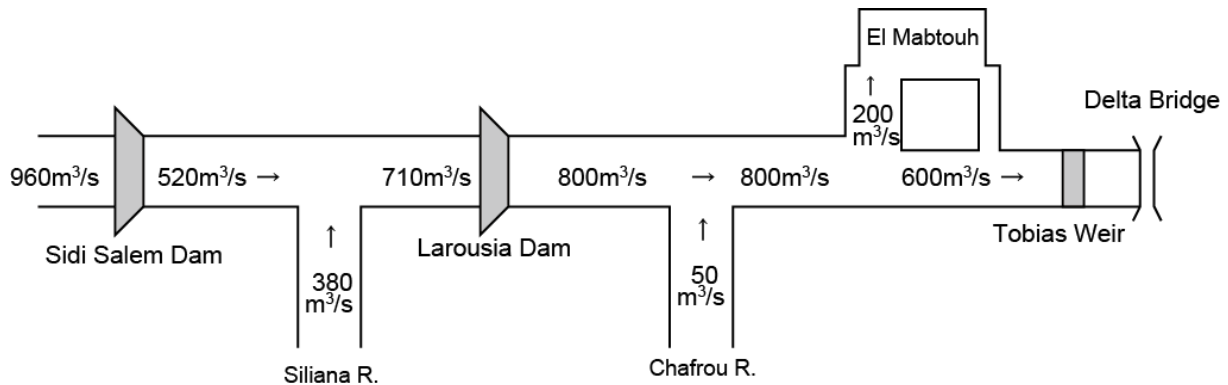 El Mabtouh
Delta Bridge
↑
200
m³/s
960m³/s
520m³/s →
710m³/s
800m³/s
→
800m³/s
600m³/s →
Sidi Salem Dam
↑
380
m³/s
Larousia Dam
↑
50
m³/s
Tobias Weir
Siliana R.
Chafrou R.